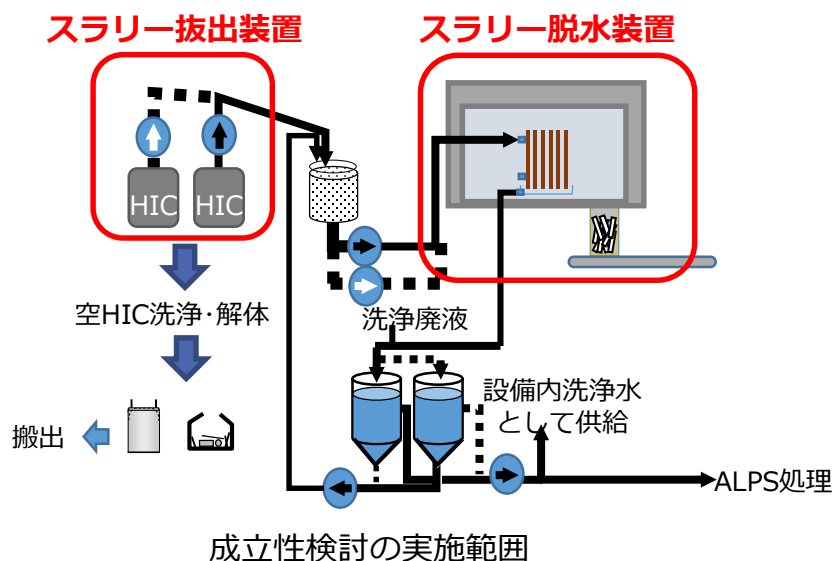 スラリー抜出装置
スラリー脱水装置
HIC
HIC
空HIC洗浄・解体
洗浄廃液
設備内洗浄水
として供給
搬出
ALPS処理
成立性検討の実施範囲